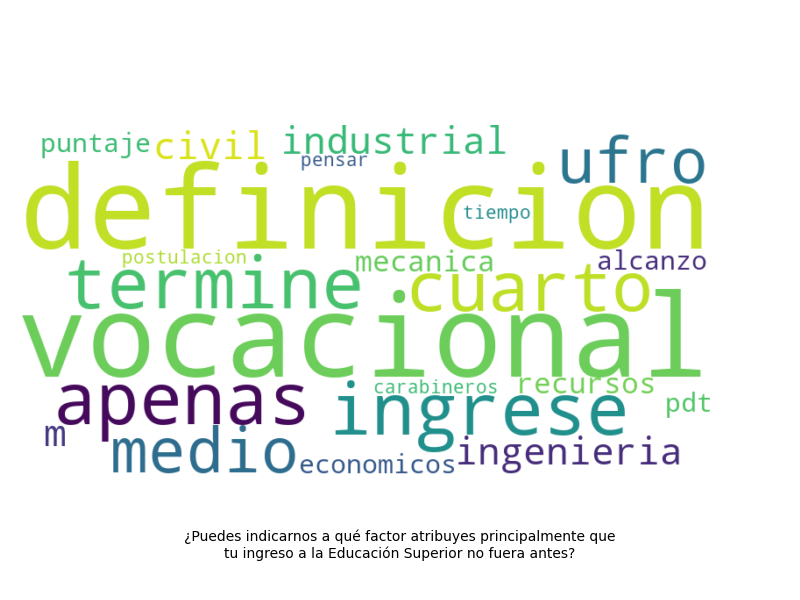 puntaje civil industrial ufro
pensar
definicion
tiempo
postulacion mecanica alcanzo
termine cuarto
vocacional
apenas carabineros recursos
ingrese pdt
m medio economicos ingenieria
¿Puedes indicarnos a qué factor atribuyes principalmente que
tu ingreso a la Educación Superior no fuera antes?